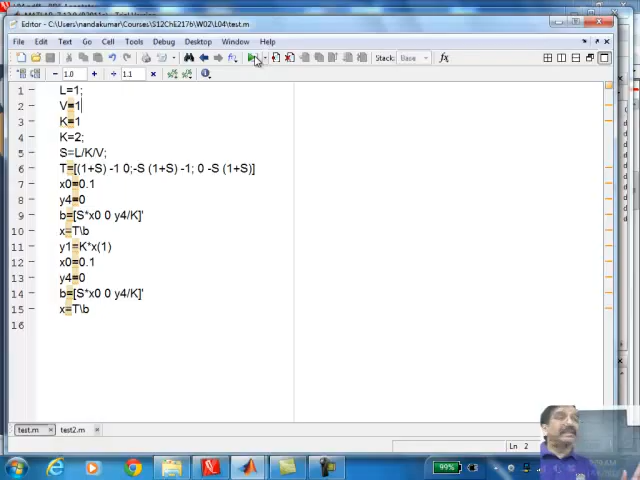 Editor - C:\Users\nandakumar\Courses\S12ChE217b\W02\L04\test.m
File Edit Text Go Cell Tools Debug Desktop Window Help
Stack: Base fx
- 1.0 + ÷ 1.1 ×
1 - L=1;
2 - V=1
3 - K=1
4 - K=2;
5 - S=L/K/V;
6 - T=[(1+S) -1 0;-S (1+S) -1; 0 -S (1+S)]
7 - x0=0.1
8 - y4=0
9 - b=[S*x0 0 y4/K]'
10 - x=T\b
11 - y1=K*x(1)
12 - x0=0.1
13 - y4=0
14 - b=[S*x0 0 y4/K]'
15 - x=T\b
16
test.m × test2.m ×
Ln 2
99%